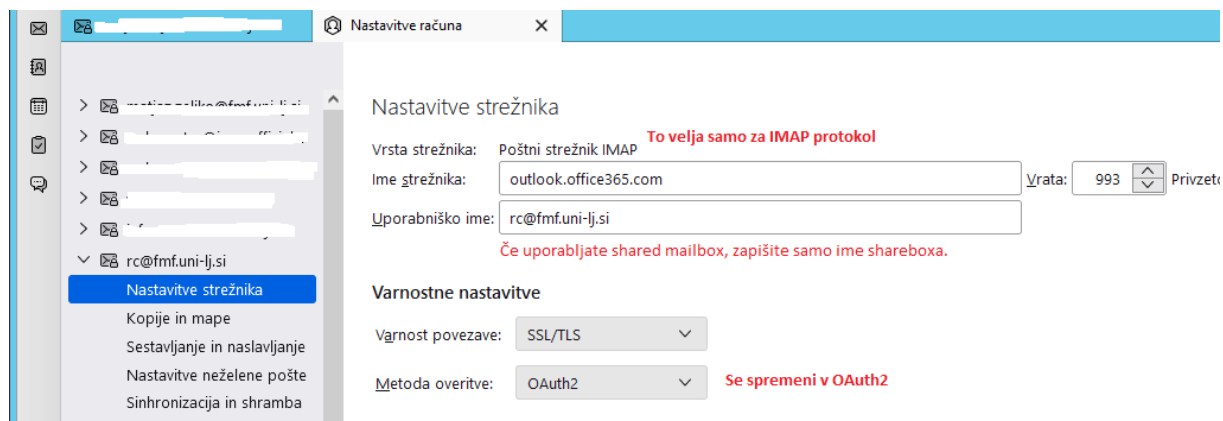 Nastavitve računa
Nastavitve strežnika
To velja samo za IMAP protokol
Vrsta strežnika: Poštni strežnik IMAP
Ime strežnika: outlook.office365.com Vrata: 993 Privzeto
Uporabniško ime: rc@fmf.uni-lj.si
Če uporabljate shared mailbox, zapišite samo ime shareboxa.
rc@fmf.uni-lj.si
Nastavitve strežnika
Kopije in mape
Sestavljanje in naslavljanje
Nastavitve neželene pošte
Sinhronizacija in shramba
Varnostne nastavitve
Varnost povezave: SSL/TLS
Metoda overitve: OAuth2 Se spremeni v OAuth2